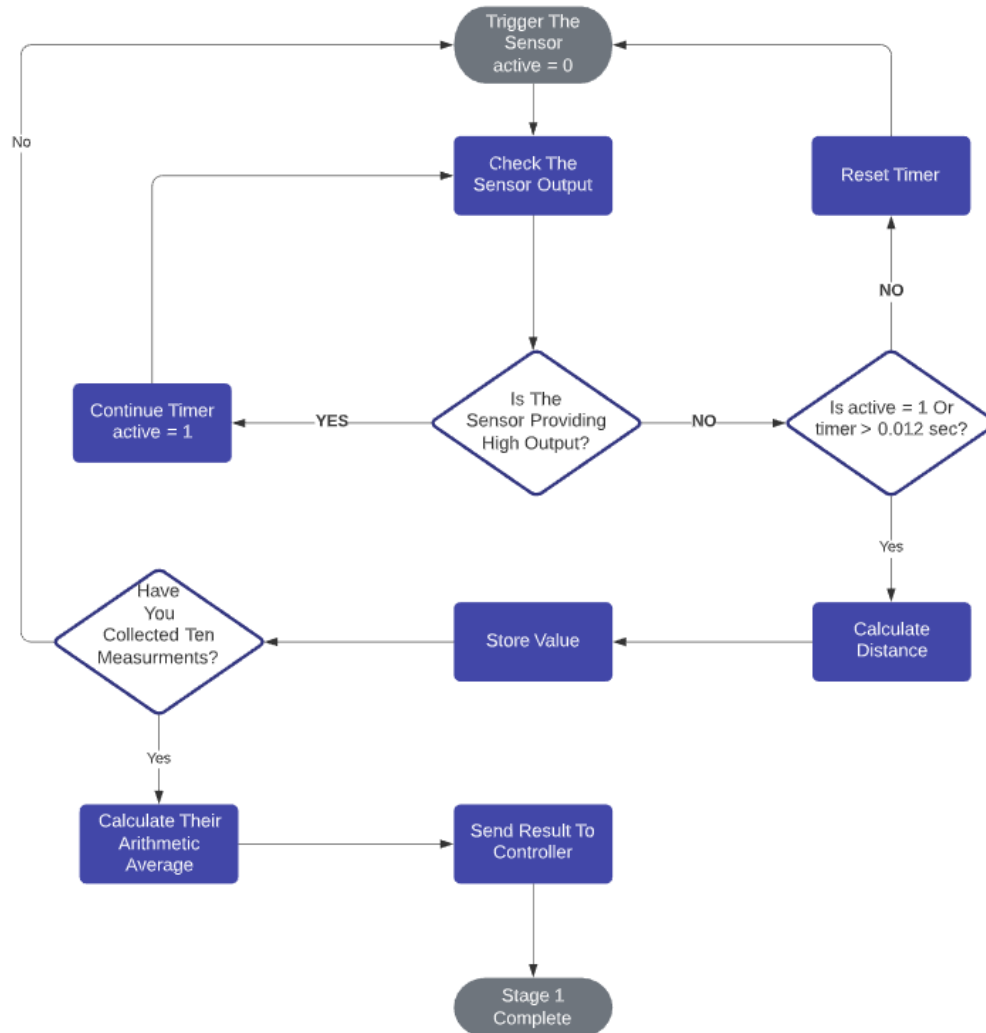 Trigger The
Sensor
active = 0
No
Check The
Sensor Output
Reset Timer
NO
Continue Timer
active = 1
YES
Is The
Sensor Providing
High Output?
NO
Is active = 1 Or
timer > 0.012 sec?
Yes
Have
You
Collected Ten
Measurments?
Store Value
Calculate
Distance
Yes
Calculate Their
Arithmetic
Average
Send Result To
Controller
Stage 1
Complete